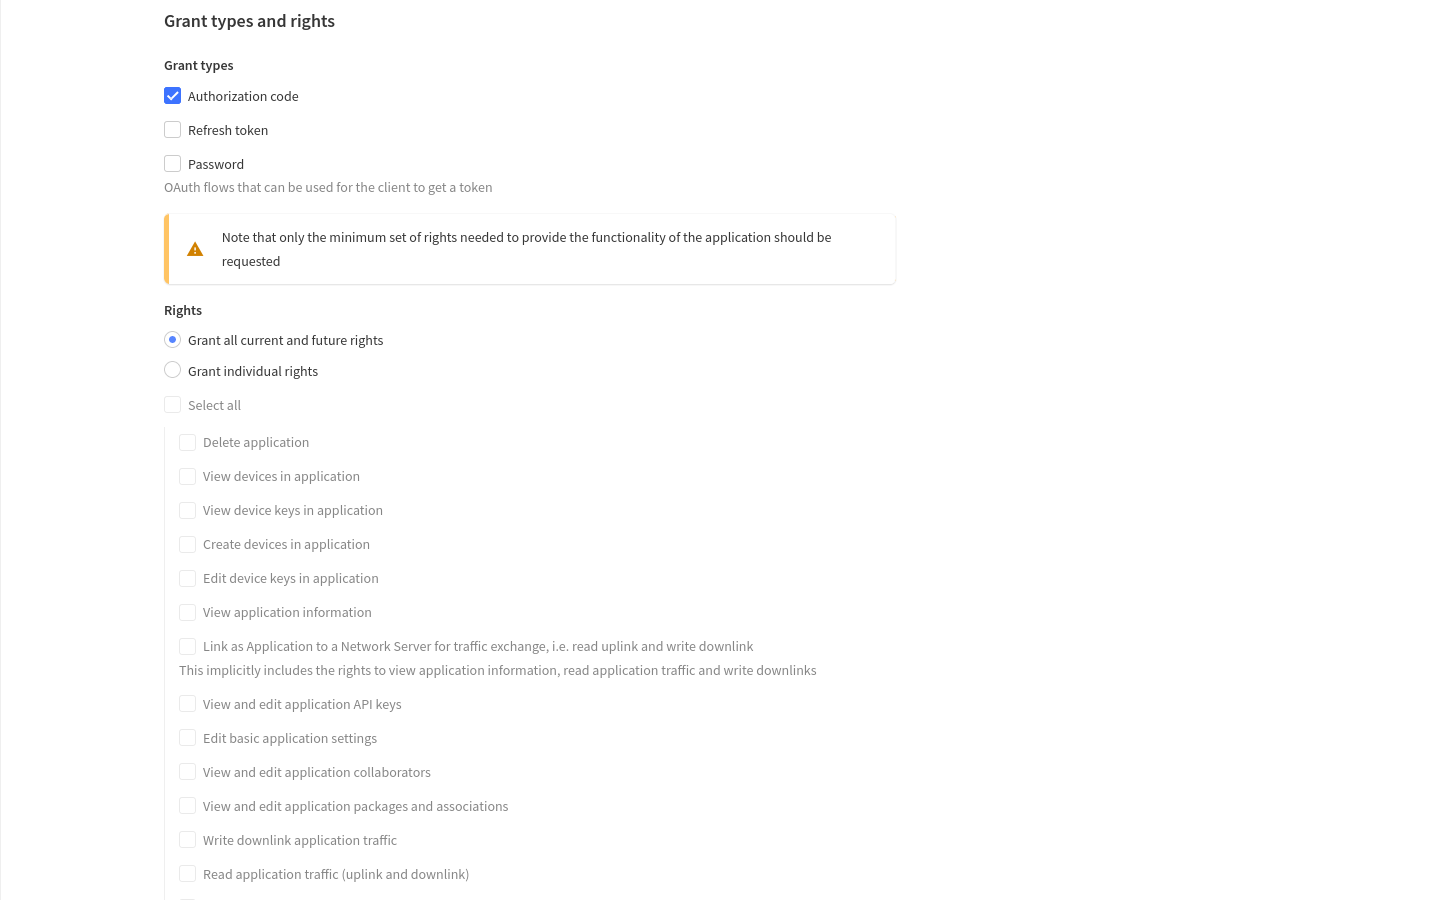 Grant types and rights
Grant types
Authorization code
Refresh token
Password
OAuth flows that can be used for the client to get a token
Note that only the minimum set of rights needed to provide the functionality of the application should be
requested
Rights
Grant all current and future rights
Grant individual rights
Select all
Delete application
View devices in application
View device keys in application
Create devices in application
Edit device keys in application
View application information
Link as Application to a Network Server for traffic exchange, i.e. read uplink and write downlink
This implicitly includes the rights to view application information, read application traffic and write downlinks
View and edit application API keys
Edit basic application settings
View and edit application collaborators
View and edit application packages and associations
Write downlink application traffic
Read application traffic (uplink and downlink)